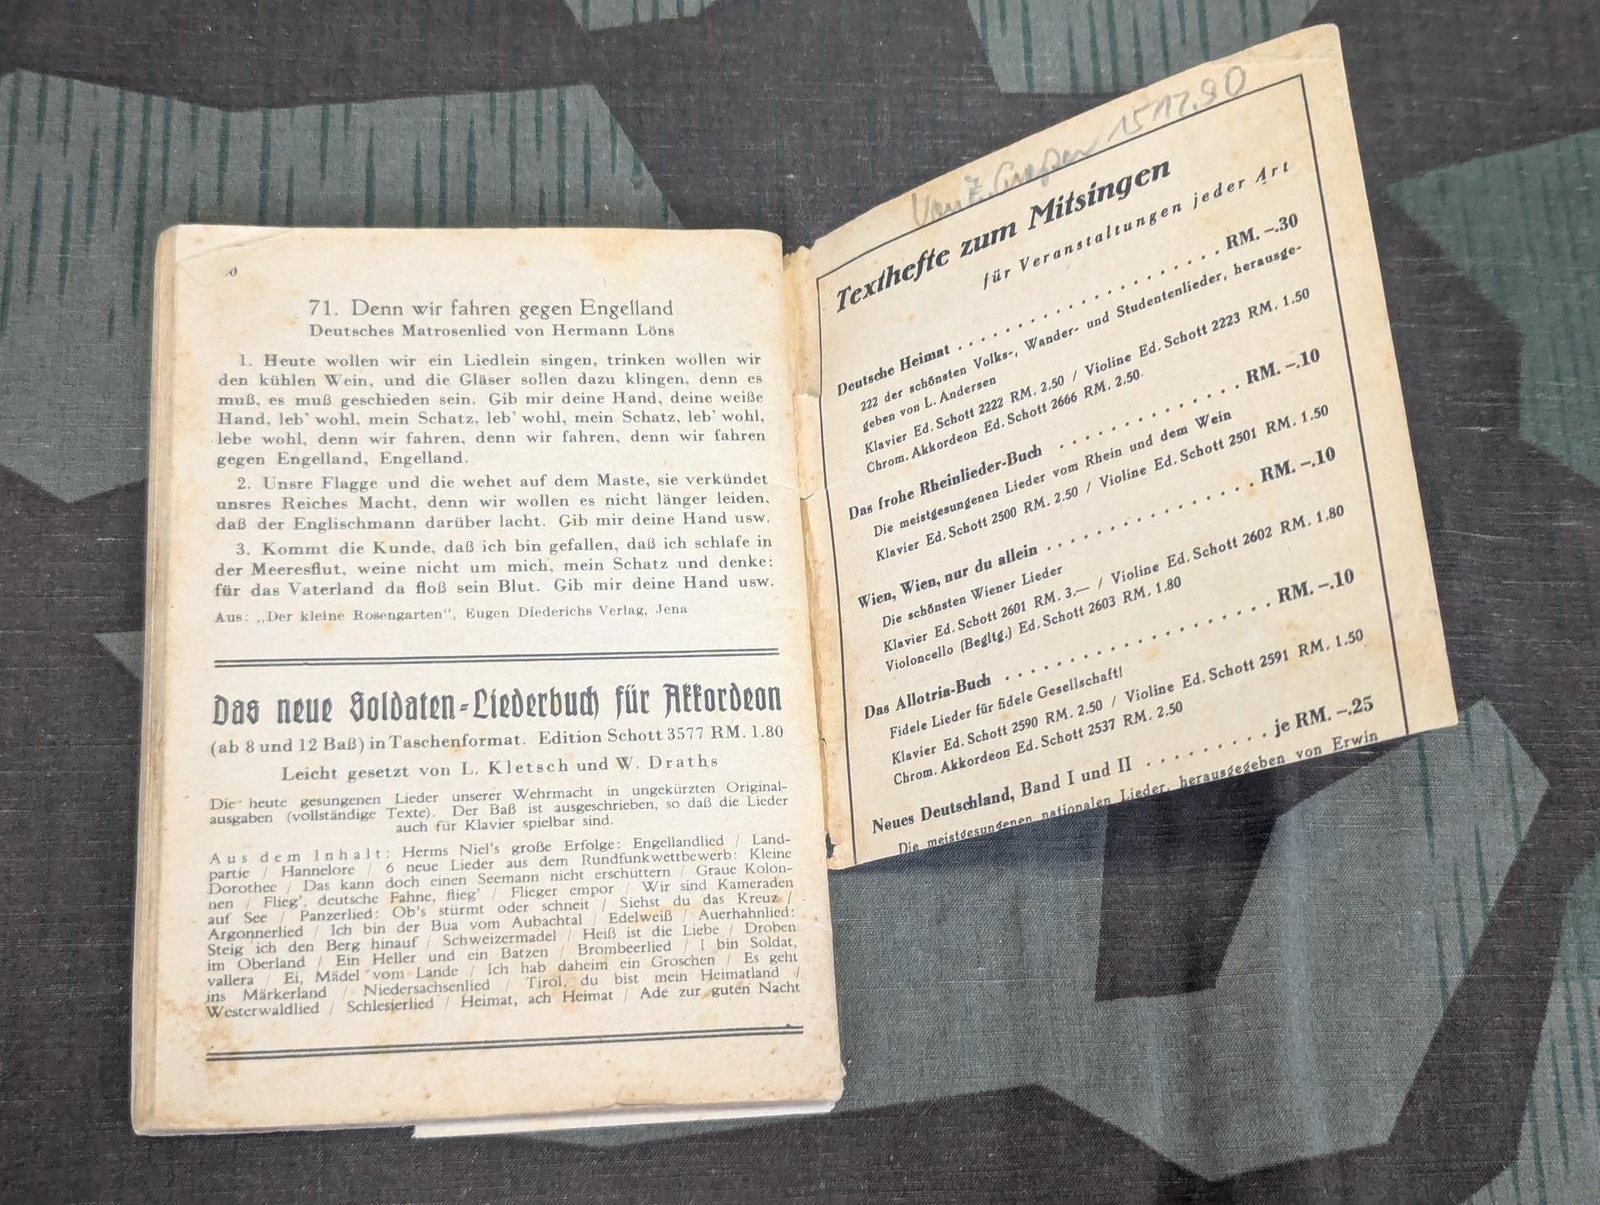 71. Denn wir fahren gegen Engelland
Deutsches Matrosenlied von Hermann Löns
1. Heute wollen wir ein Liedlein singen, trinken wollen wir
den kühlen Wein, und die Gläser sollen dazu klingen, denn es
muß, es muß geschieden sein. Gib mir deine Hand, deine weiße
Hand, leb' wohl, mein Schatz, leb' wohl, mein Schatz, leb' wohl,
lebe wohl, denn wir fahren, denn wir fahren, denn wir fahren
gegen Engelland, Engelland.
2. Unsre Flagge und die wehet auf dem Maste, sie verkündet
unsres Reiches Macht, denn wir wollen es nicht länger leiden,
daß der Englischmann darüber lacht. Gib mir deine Hand usw.
3. Kommt die Kunde, daß ich bin gefallen, daß ich schlafe in
der Meeresflut, weine nicht um mich, mein Schatz und denke:
für das Vaterland da floß sein Blut. Gib mir deine Hand usw.
Aus: „Der kleine Rosengarten“, Eugen Diederichs Verlag, Jena
Das neue Soldaten-Liederbuch für Akkordeon
(ab 8 und 12 Baß) in Taschenformat. Edition Schott 3577 RM. 1.80
Leicht gesetzt von L. Kletsch und W. Draths
Die heute gesungenen Lieder unserer Wehrmacht in ungekürzten Original-
ausgaben (vollständige Texte). Der Baß ist ausgeschrieben, so daß die Lieder
auch für Klavier spielbar sind.
Aus dem Inhalt: Herms Niel's große Erfolge: Engellandlied / Land-
partie / Hannelore / 6 neue Lieder aus dem Rundfunkwettbewerb: Kleine
Dorothee / Das kann doch einen Seemann nicht erschüttern / Graue Kolon-
nen / Flieg', deutsche Fahne, flieg' / Flieger empor / Wir sind Kameraden
auf See / Panzerlied: Ob's stürmt oder schneit / Siehst du das Kreuz /
Argonnerlied / Ich bin der Bua vom Aubachtal / Edelweiß / Auerhahnlied:
Steig ich den Berg hinauf / Schweizermadel / Heiß ist die Liebe / Droben
im Oberland / Ein Heller und ein Batzen / Brombeerlied / I bin Soldat,
vallera / Ei, Mädel vom Lande / Ich hab daheim ein Groschen / Es geht
ins Märkerland / Niedersachsenlied / Tirol, du bist mein Heimatland /
Westerwaldlied / Schlesierlied / Heimat, ach Heimat / Ade zur guten Nacht
Texthefte zum Mitsingen
für Veranstaltungen jeder Art
Deutsche Heimat . . . . . . . . . . . . . . . . . . RM. –.30
222 der schönsten Volks-, Wander- und Studentenlieder, herausge-
geben von L. Andersen
Klavier Ed. Schott 2222 RM. 2.50 / Violine Ed. Schott 2223 RM. 1.50
Chrom. Akkordeon Ed. Schott 2666 RM. 2.50.
Das frohe Rheinlieder-Buch . . . . . . . . . . . . . RM. –.10
Die meistgesungenen Lieder vom Rhein und dem Wein
Klavier Ed. Schott 2500 RM. 2.50 / Violine Ed. Schott 2501 RM. 1.50
Wien, Wien, nur du allein . . . . . . . . . . . . . . RM. –.10
Die schönsten Wiener Lieder
Klavier Ed. Schott 2601 RM. 3.— / Violine Ed. Schott 2602 RM. 1.80
Violoncello (Begltg.) Ed. Schott 2603 RM. 1.80
Das Allotria-Buch . . . . . . . . . . . . . . . . . . RM. –.10
Fidele Lieder für fidele Gesellschaft!
Klavier Ed. Schott 2590 RM. 2.50 / Violine Ed. Schott 2591 RM. 1.50
Chrom. Akkordeon Ed. Schott 2537 RM. 2.50
Neues Deutschland, Band I und II . . . . . . . . . je RM. –.25
Die meistgesungenen nationalen Lieder, herausgegeben von Erwin